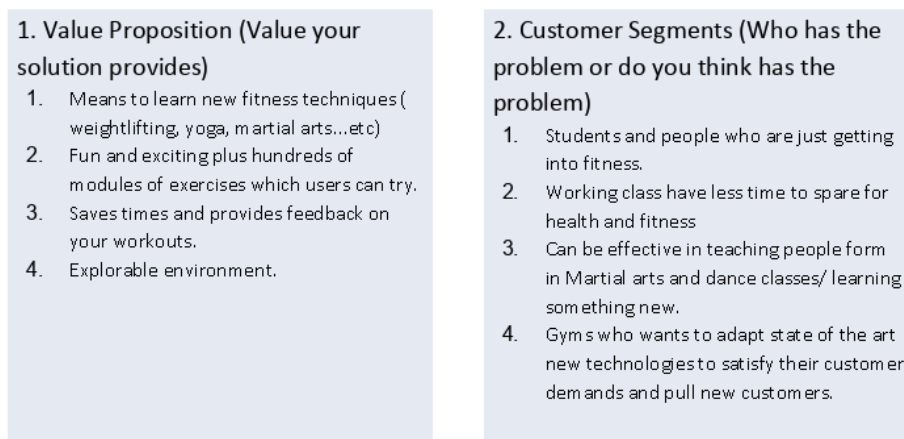 1. Value Proposition (Value your
solution provides)
1. Means to learn new fitness techniques (
weightlifting, yoga, martial arts...etc)
2. Fun and exciting plus hundreds of
modules of exercises which users can try.
3. Saves times and provides feedback on
your workouts.
4. Explorable environment.
2. Customer Segments (Who has the
problem or do you think has the
problem)
1. Students and people who are just getting
into fitness.
2. Working class have less time to spare for
health and fitness
3. Can be effective in teaching people form
in Martial arts and dance classes/ learning
something new.
4. Gyms who wants to adapt state of the art
new technologies to satisfy their customer
demands and pull new customers.